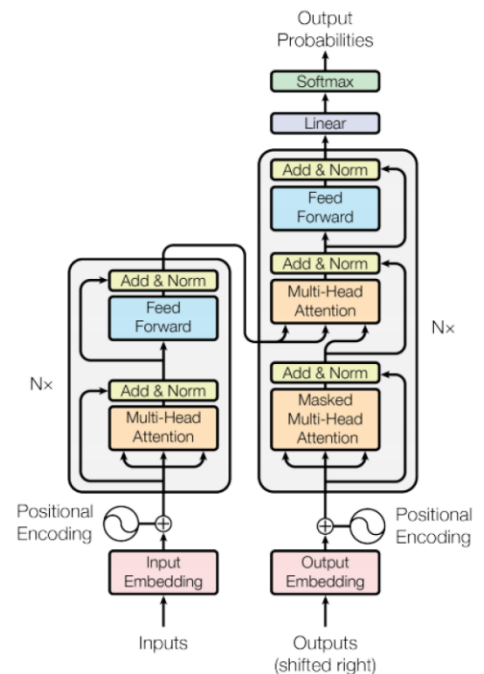 Output
Probabilities
Softmax
Linear
Add & Norm
Feed
Forward
Add & Norm
Multi-Head
Attention
Add & Norm
Masked
Multi-Head
Attention
N×
Positional
Encoding
Output
Embedding
Outputs
(shifted right)
Add & Norm
Feed
Forward
Add & Norm
Multi-Head
Attention
N×
Positional
Encoding
Input
Embedding
Inputs